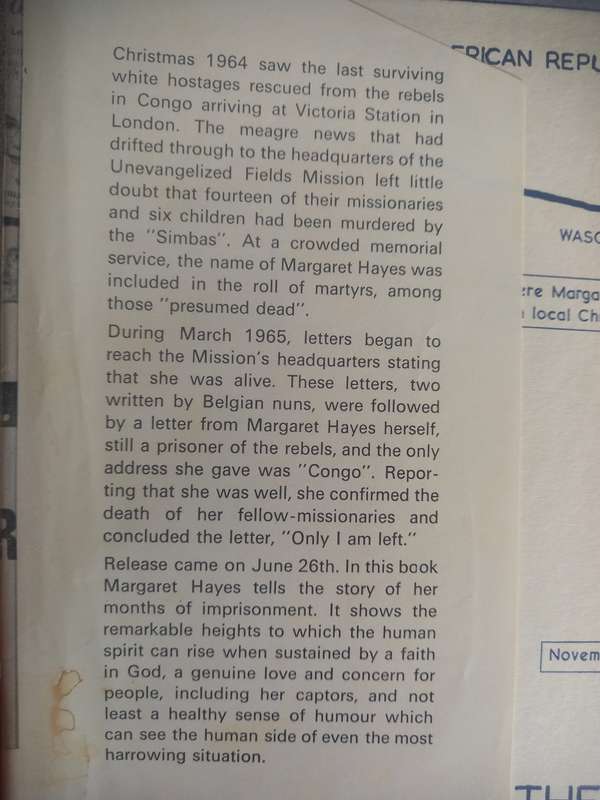 Christmas 1964 saw the last surviving
white hostages rescued from the rebels
in Congo arriving at Victoria Station in
London. The meagre news that had
drifted through to the headquarters of the
Unevangelized Fields Mission left little
doubt that fourteen of their missionaries
and six children had been murdered by
the "Simbas". At a crowded memorial
service, the name of Margaret Hayes was
included in the roll of martyrs, among
those "presumed dead".
During March 1965, letters began to
reach the Mission's headquarters stating
that she was alive. These letters, two
written by Belgian nuns, were followed
by a letter from Margaret Hayes herself,
still a prisoner of the rebels, and the only
address she gave was "Congo". Repor-
ting that she was well, she confirmed the
death of her fellow-missionaries and
concluded the letter, "Only I am left."
Release came on June 26th. In this book
Margaret Hayes tells the story of her
months of imprisonment. It shows the
remarkable heights to which the human
spirit can rise when sustained by a faith
in God, a genuine love and concern for
people, including her captors, and not
least a healthy sense of humour which
can see the human side of even the most
harrowing situation.
RICAN REPU
WASO
ere Marga
local Ch
Novem
THE